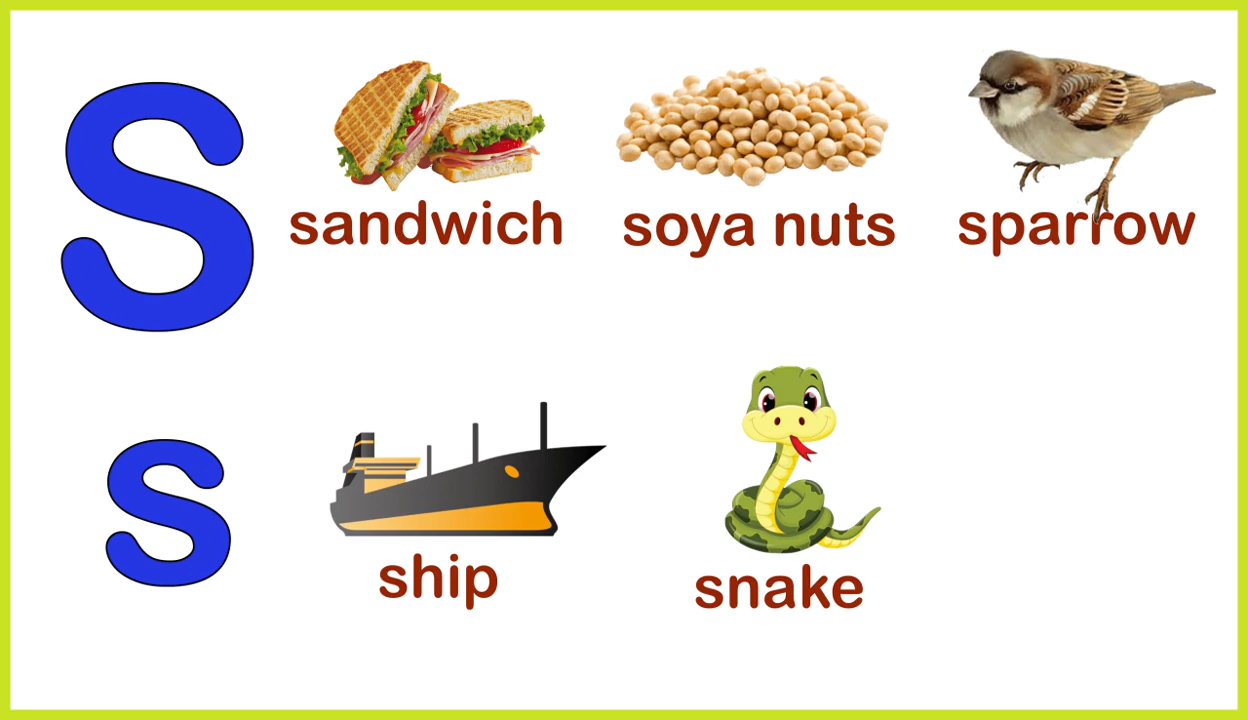 S
sandwich
soya nuts
sparrow
s
ship
snake